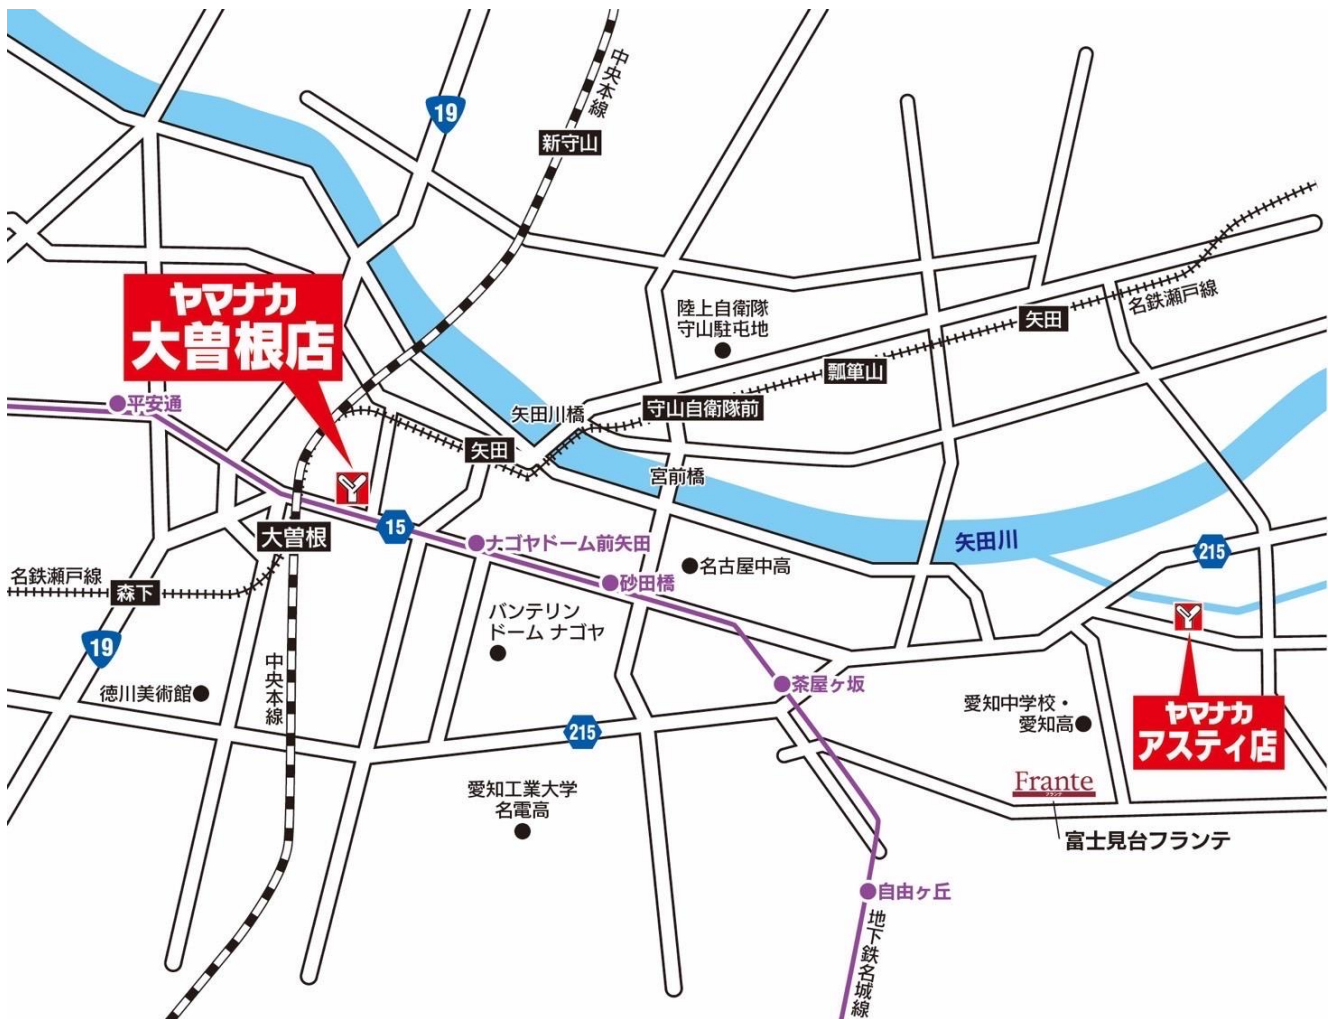 19
中央本線
新守山
ヤマナカ
大曽根店
陸上自衛隊
守山駐屯地
名鉄瀬戸線
矢田
瓢箪山
平安通
矢田川橋
守山自衛隊前
矢田
宮前橋
15
大曽根
ナゴヤドーム前矢田
矢田川
215
名鉄瀬戸線
森下
砂田橋
名古屋中高
バンテリン
ドーム ナゴヤ
19
中央本線
徳川美術館
茶屋ヶ坂
愛知中学校・
愛知高
ヤマナカ
アスティ店
215
愛知工業大学
名電高
Frante
フランテ
富士見台フランテ
自由ヶ丘
地下鉄名城線